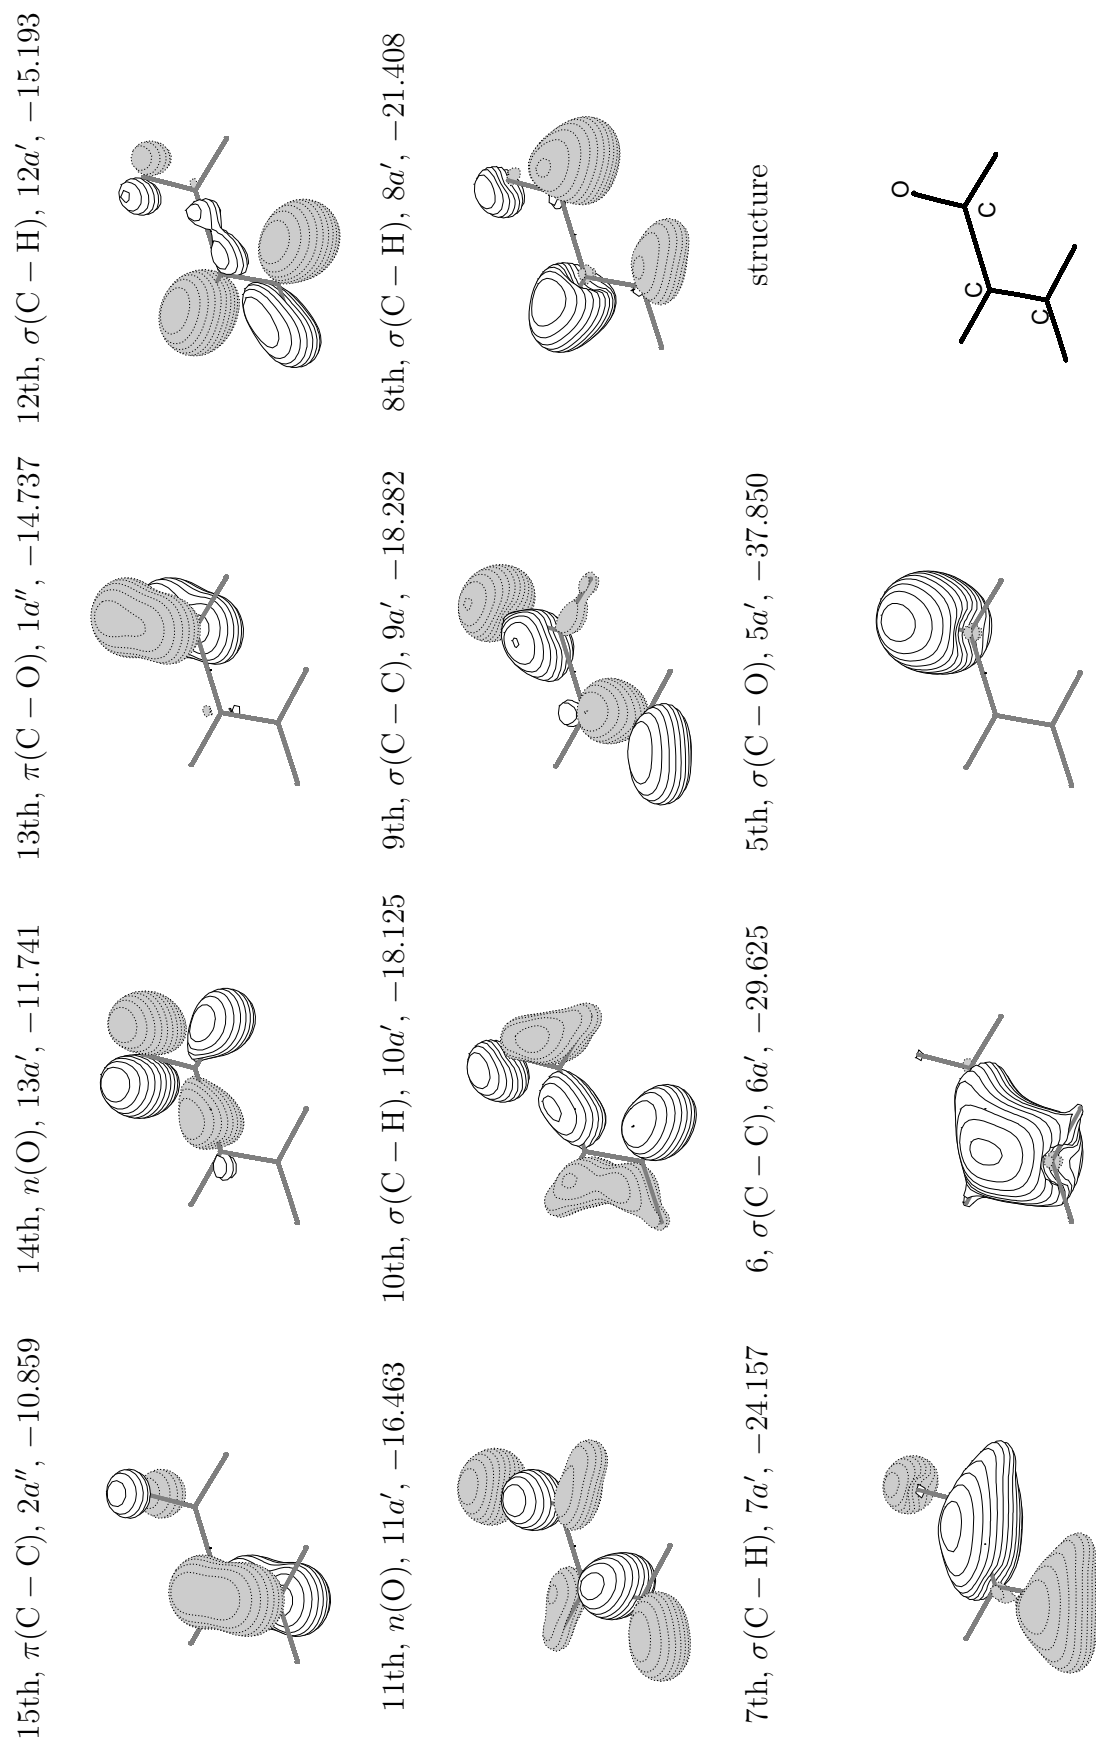 15th, π(C − C), 2a″, −10.859
14th, n(O), 13a′, −11.741
13th, π(C − O), 1a″, −14.737
12th, σ(C − H), 12a′, −15.193
11th, n(O), 11a′, −16.463
10th, σ(C − H), 10a′, −18.125
9th, σ(C − C), 9a′, −18.282
8th, σ(C − H), 8a′, −21.408
7th, σ(C − H), 7a′, −24.157
6, σ(C − C), 6a′, −29.625
5th, σ(C − O), 5a′, −37.850
structure
C
C
C
O